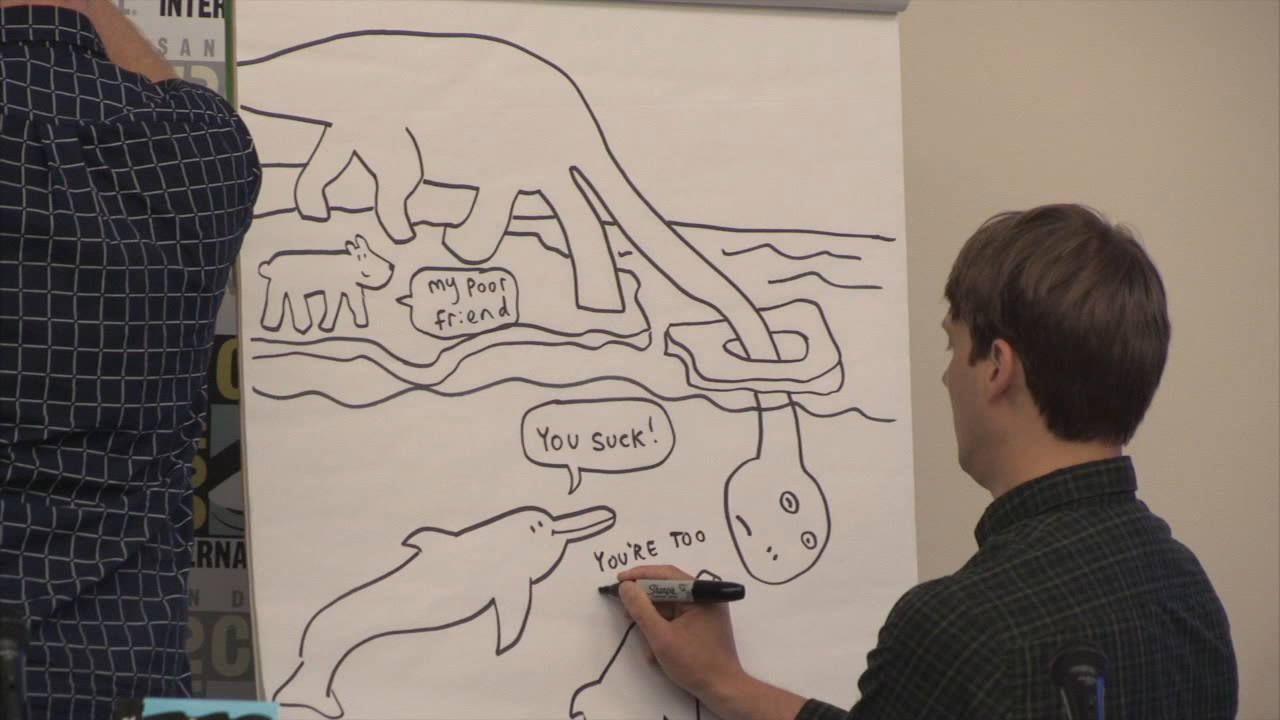 INTER
SAN
my poor
friend
You suck!
YOU'RE TOO
Sharpie
ERNA
N D